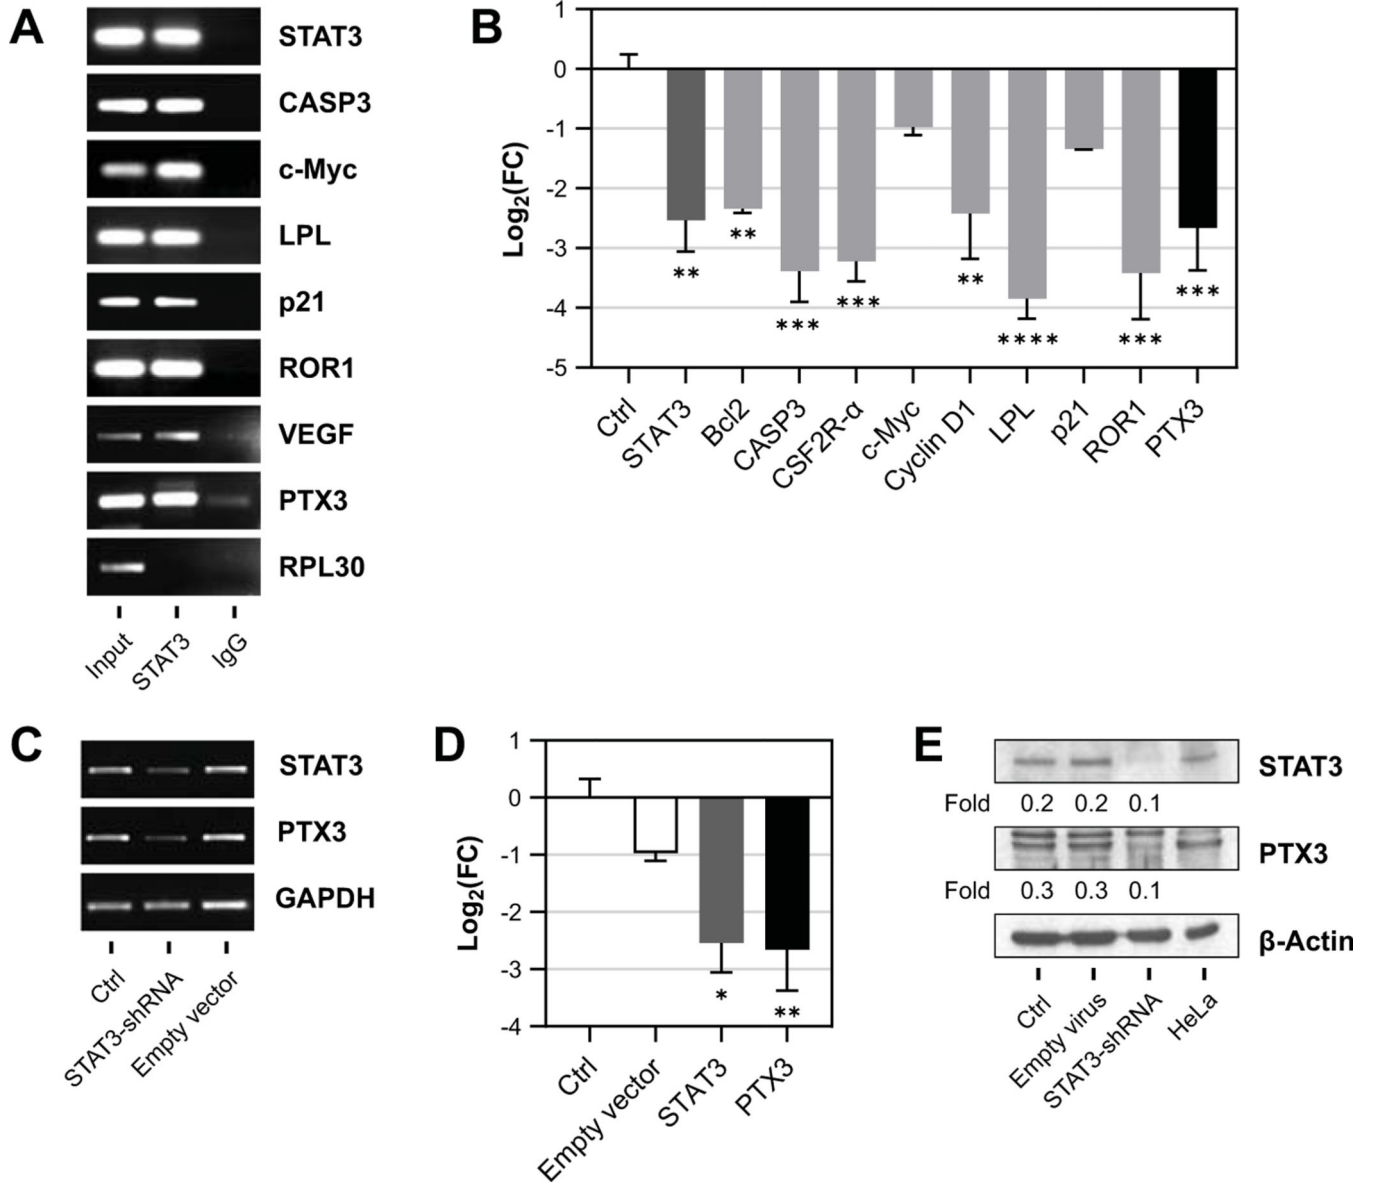 A
STAT3
CASP3
c-Myc
LPL
p21
ROR1
VEGF
PTX3
RPL30
Input
STAT3
IgG
B
Log2(FC)
1
0
-1
-2
-3
-4
-5
**
**
***
***
**
****
***
***
Ctrl
STAT3
Bcl2
CASP3
CSF2R-α
c-Myc
Cyclin D1
LPL
p21
ROR1
PTX3
C
STAT3
PTX3
GAPDH
Ctrl
STAT3-shRNA
Empty vector
D
Log2(FC)
1
0
-1
-2
-3
-4
*
**
Ctrl
Empty vector
STAT3
PTX3
E
STAT3
Fold 0.2 0.2 0.1
PTX3
Fold 0.3 0.3 0.1
β-Actin
Ctrl
Empty virus
STAT3-shRNA
HeLa